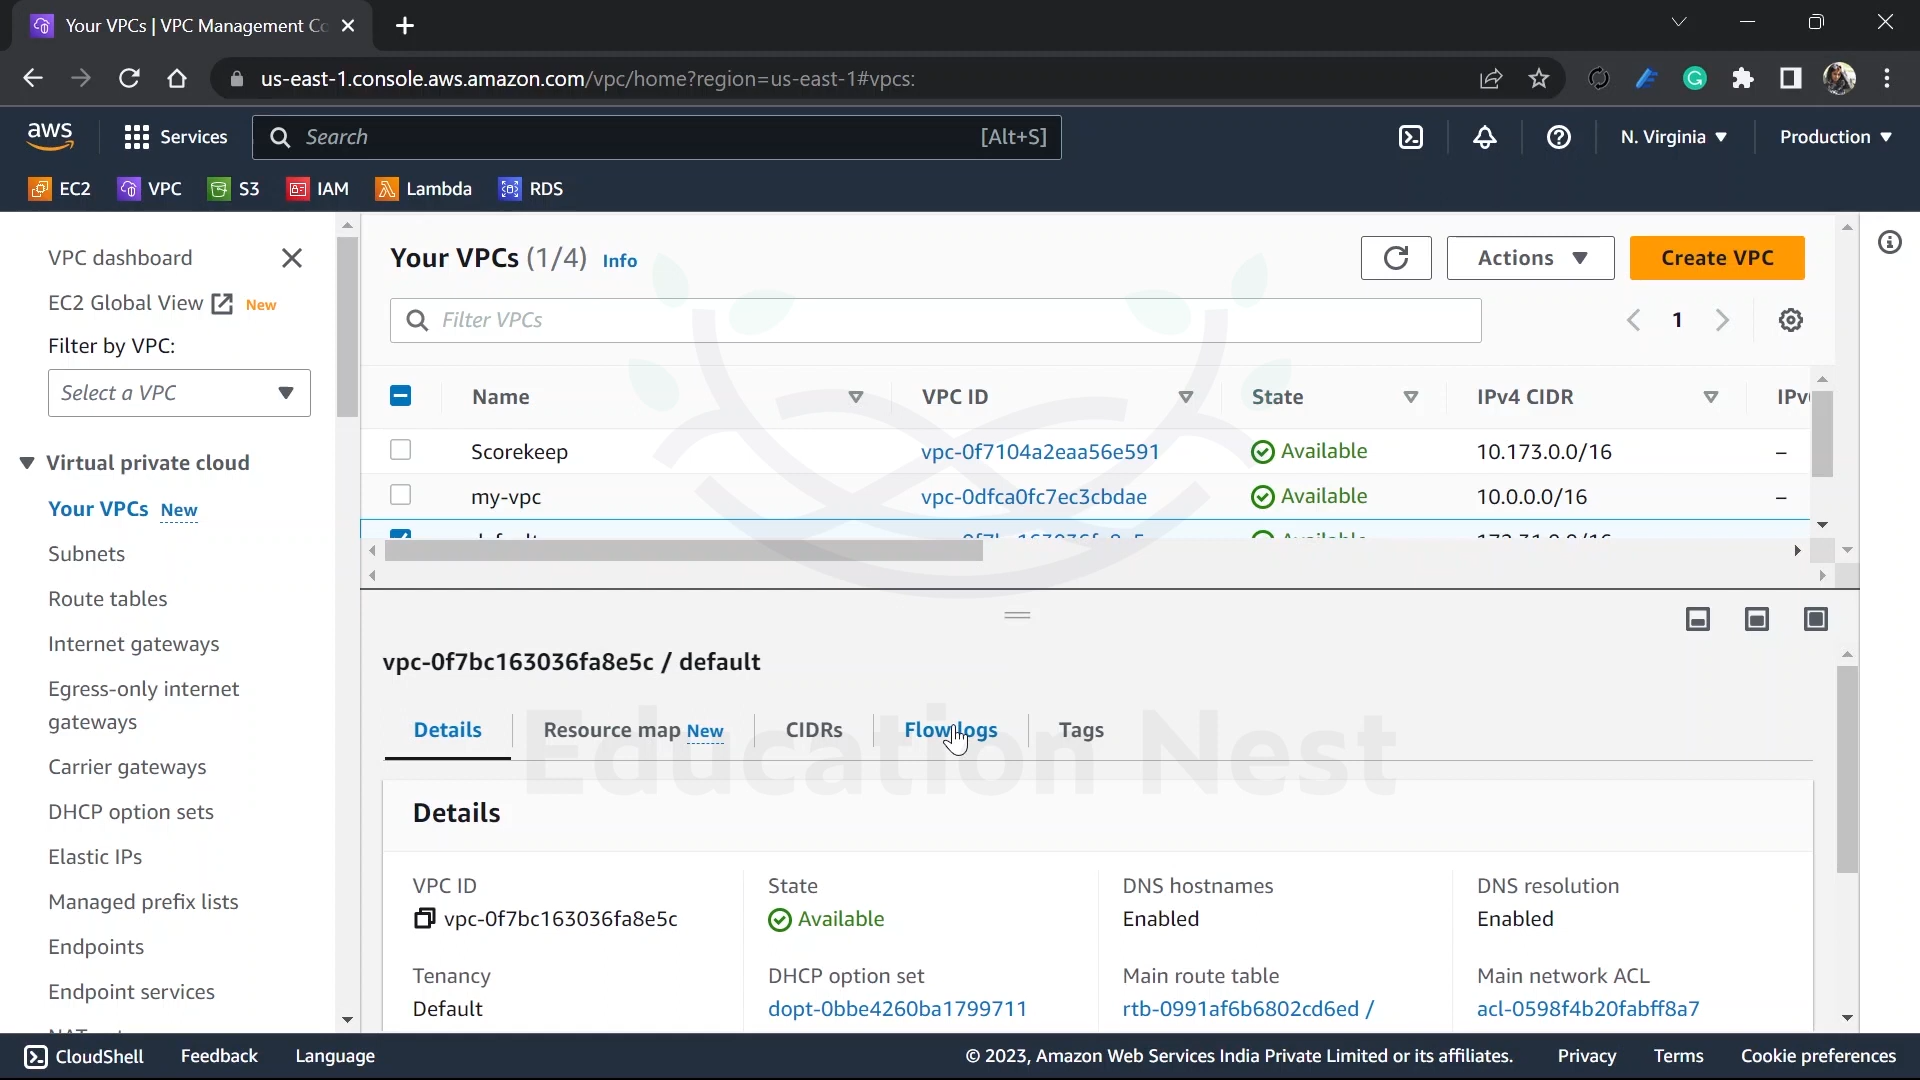 Your VPCs | VPC Management Co
us-east-1.console.aws.amazon.com/vpc/home?region=us-east-1#vpcs:
aws
Services
Search
[Alt+S]
N. Virginia
Production
EC2
VPC
S3
IAM
Lambda
RDS
VPC dashboard
EC2 Global View New
Filter by VPC:
Select a VPC
Virtual private cloud
Your VPCs New
Subnets
Route tables
Internet gateways
Egress-only internet
gateways
Carrier gateways
DHCP option sets
Elastic IPs
Managed prefix lists
Endpoints
Endpoint services
Your VPCs (1/4) Info
Actions
Create VPC
Filter VPCs
1
Name VPC ID State IPv4 CIDR IPv
Scorekeep vpc-0f7104a2eaa56e591 Available 10.173.0.0/16 –
my-vpc vpc-0dfca0fc7ec3cbdae Available 10.0.0.0/16 –
vpc-0f7bc163036fa8e5c / default
Details Resource map New CIDRs Flow logs Tags
Education Nest
Details
VPC ID
vpc-0f7bc163036fa8e5c
State
Available
DNS hostnames
Enabled
DNS resolution
Enabled
Tenancy
Default
DHCP option set
dopt-0bbe4260ba1799711
Main route table
rtb-0991af6b6802cd6ed /
Main network ACL
acl-0598f4b20fabff8a7
CloudShell Feedback Language © 2023, Amazon Web Services India Private Limited or its affiliates. Privacy Terms Cookie preferences